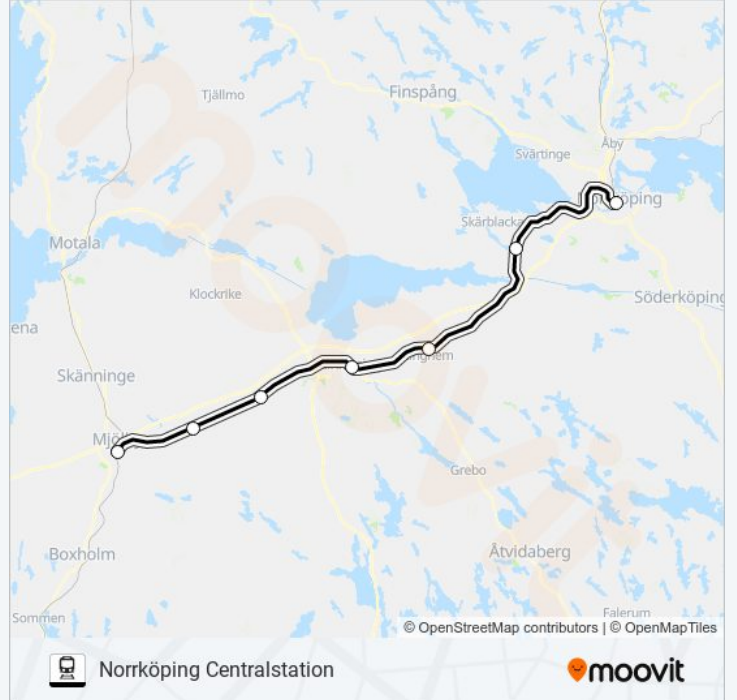 Finspång
Tjällmo
Åby
Svärtinge
Skärblacka
Motala
Klockrike
Söderköping
Skänninge
Grebo
Åtvidaberg
Boxholm
Falerum
Sommen
© OpenStreetMap contributors | © OpenMapTiles
Norrköping Centralstation
moovit